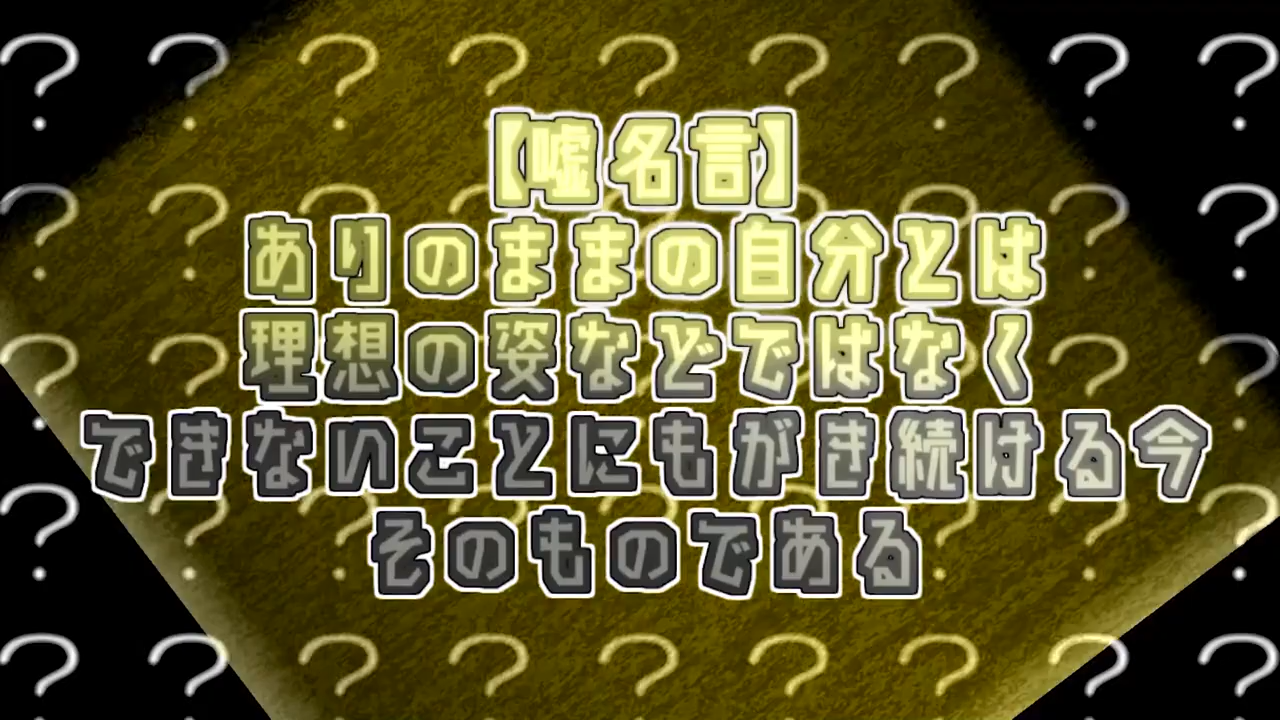 【嘘名言】
ありのままの自分とは
理想の姿などではなく
できないことにもがき続ける今
そのものである